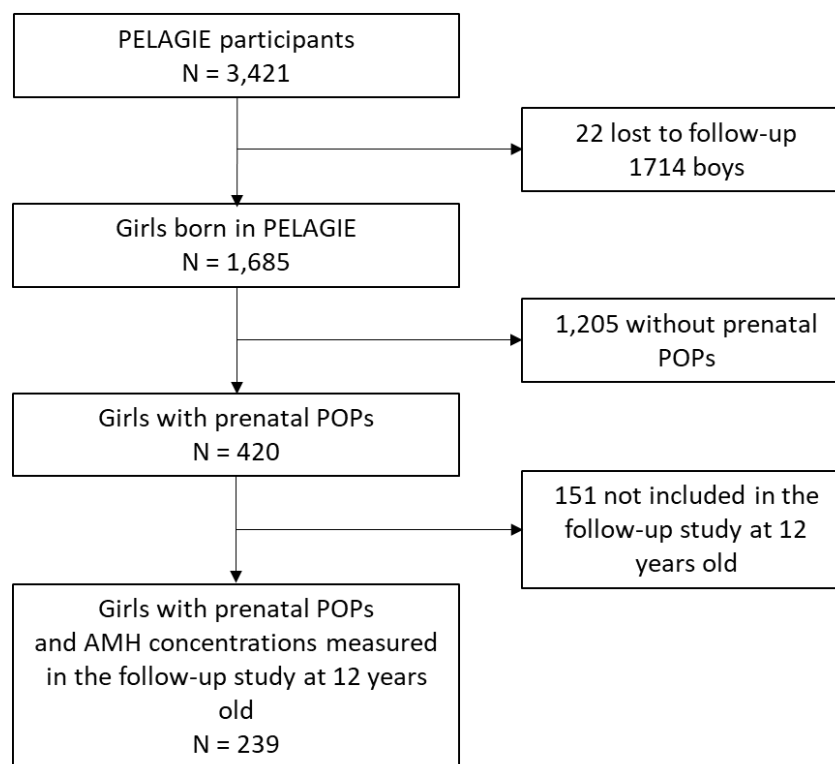 PELAGIE participants
N = 3,421
22 lost to follow-up
1714 boys
Girls born in PELAGIE
N = 1,685
1,205 without prenatal
POPs
Girls with prenatal POPs
N = 420
151 not included in the
follow-up study at 12
years old
Girls with prenatal POPs
and AMH concentrations measured
in the follow-up study at 12 years
old
N = 239